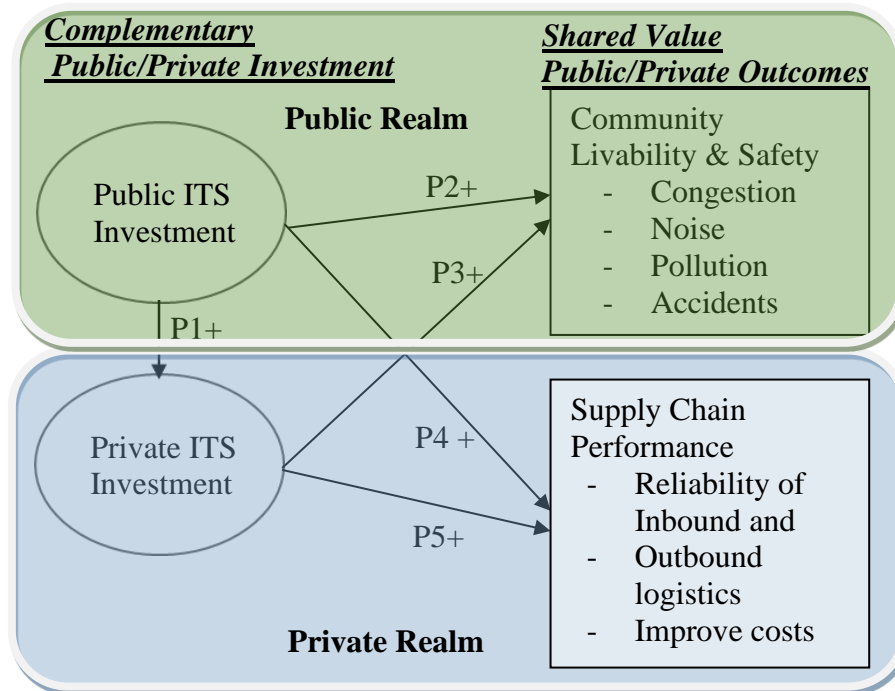 Complementary
Public/Private Investment
Shared Value
Public/Private Outcomes
Public Realm
Public ITS
Investment
P1+
P2+
P3+
Community
Livability & Safety
- Congestion
- Noise
- Pollution
- Accidents
Private ITS
Investment
P4 +
P5+
Supply Chain
Performance
- Reliability of
Inbound and
- Outbound
logistics
- Improve costs
Private Realm